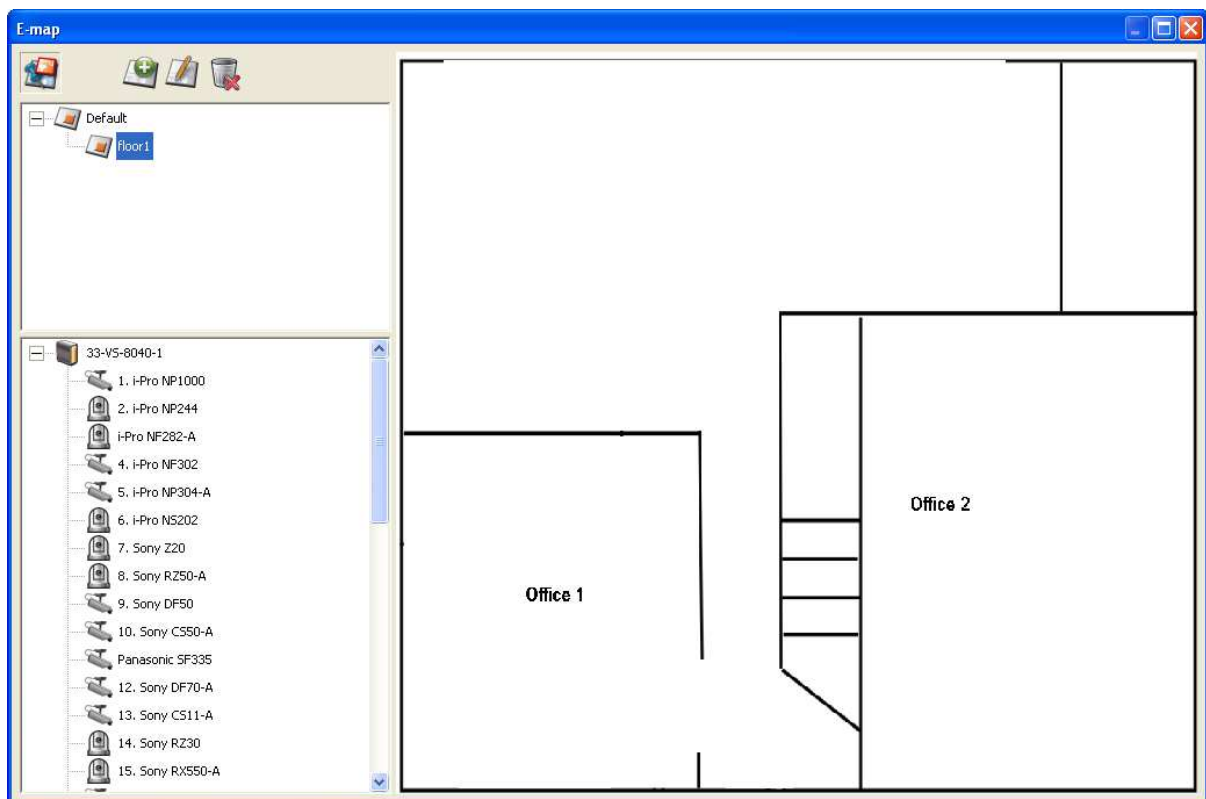 E-map
Default
floor1
33-VS-8040-1
1. i-Pro NP1000
2. i-Pro NP244
i-Pro NF282-A
4. i-Pro NF302
5. i-Pro NP304-A
6. i-Pro NS202
7. Sony Z20
8. Sony RZ50-A
9. Sony DF50
10. Sony CS50-A
Panasonic SF335
12. Sony DF70-A
13. Sony CS11-A
14. Sony RZ30
15. Sony RX550-A
Office 1
Office 2